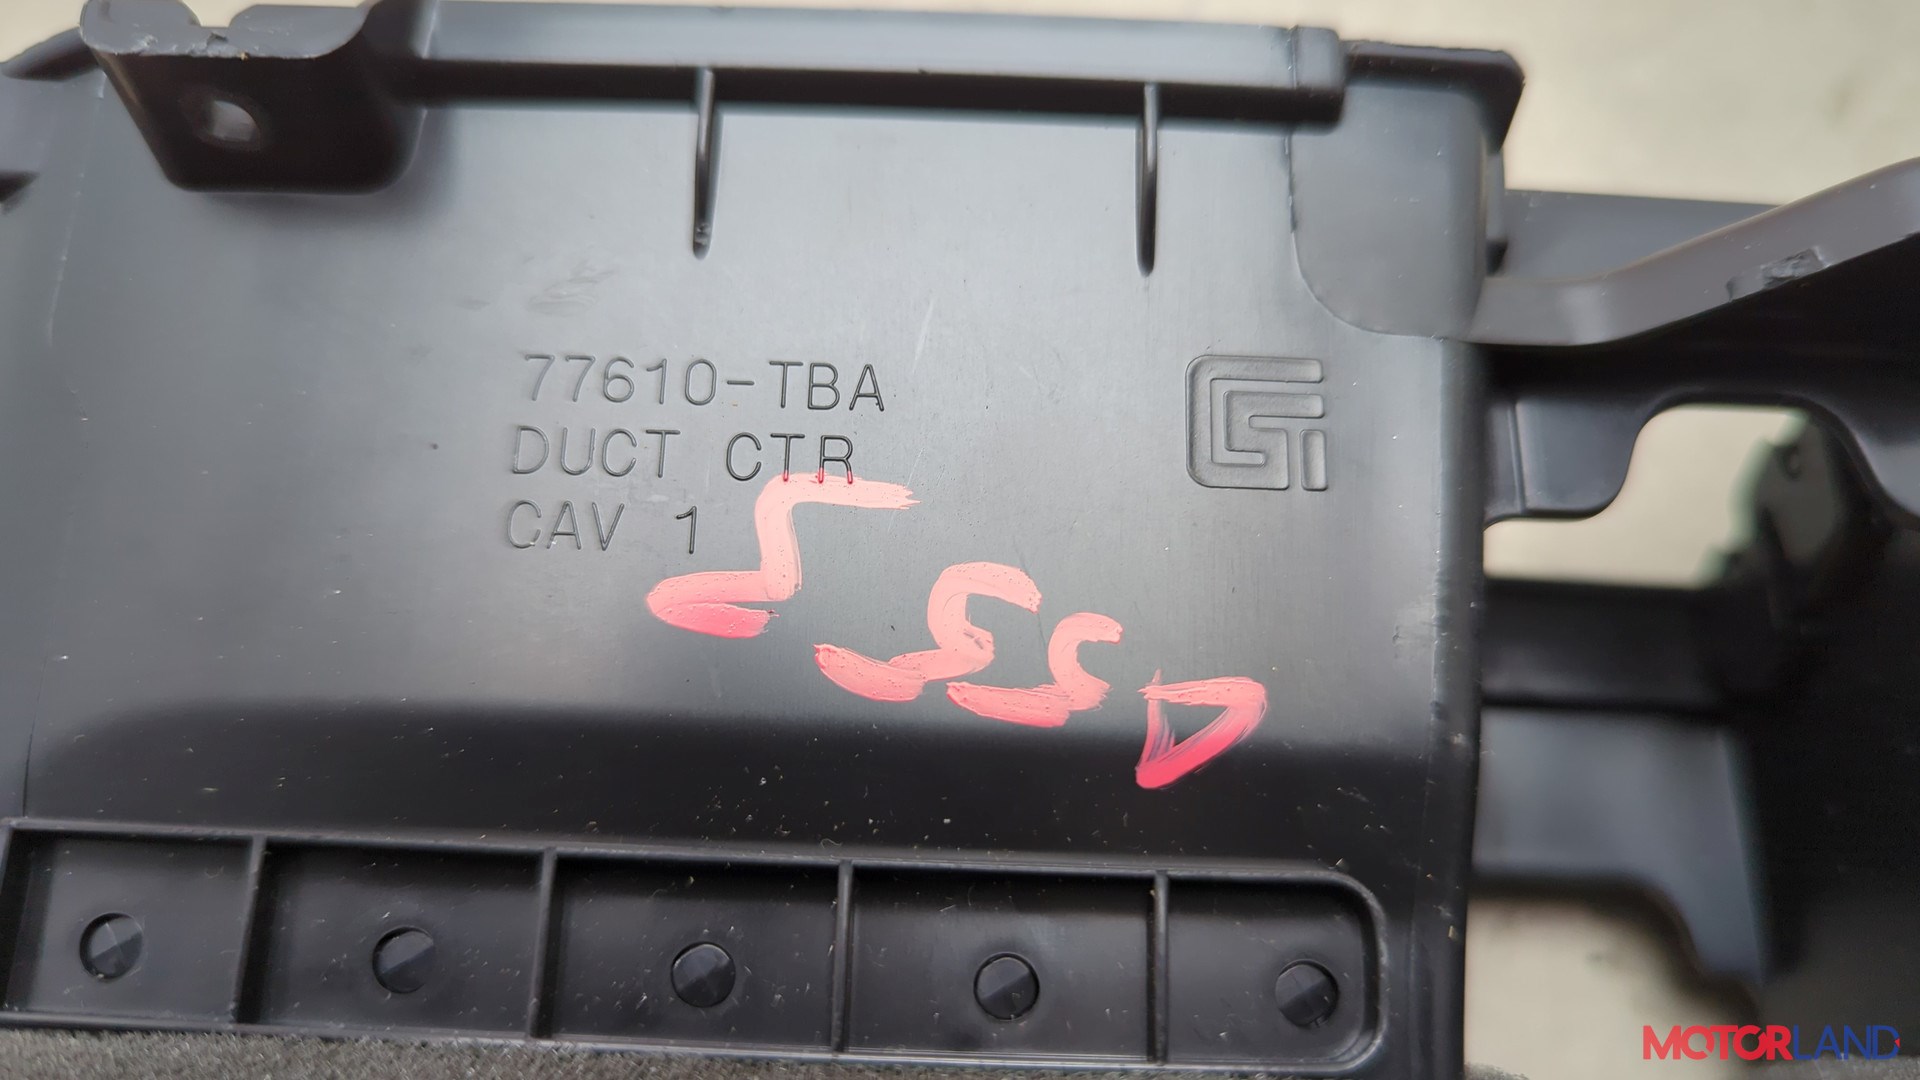 77610-TBA
DUCT CTR
CAV 1
MOTORLAND